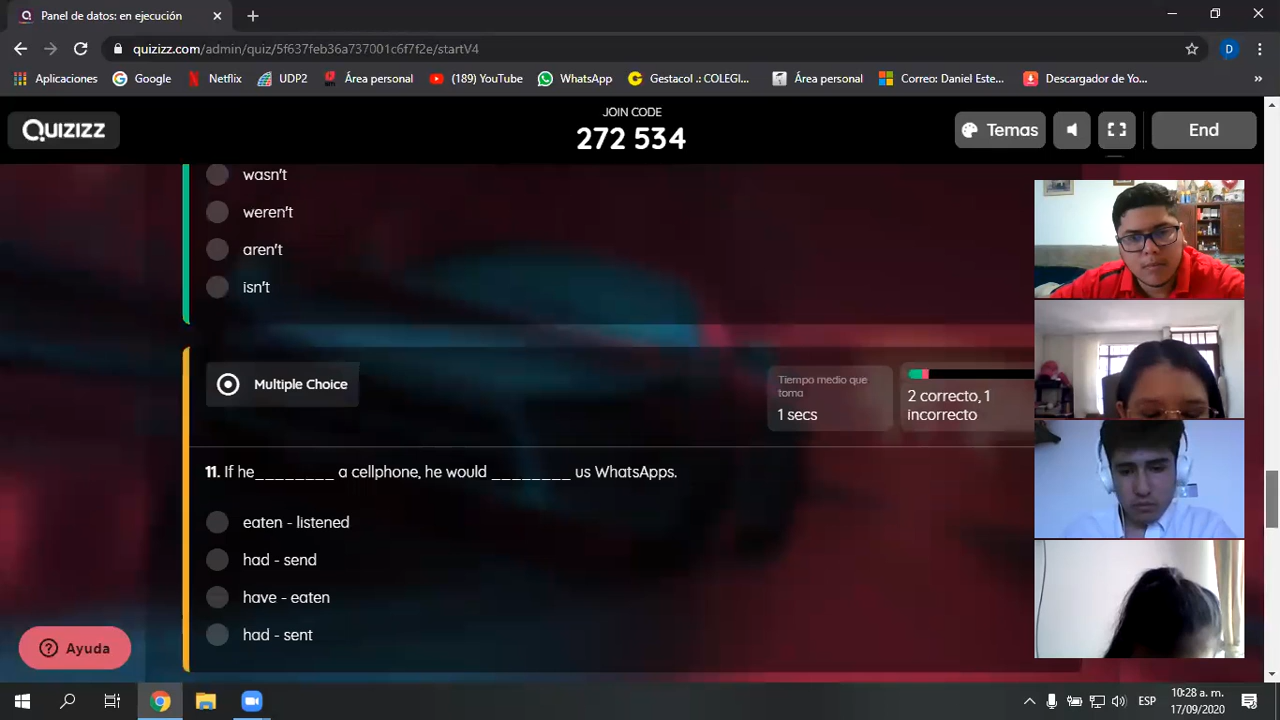 Panel de datos: en ejecución
quizizz.com/admin/quiz/5f637feb36a737001c6f7f2e/startV4
D
Aplicaciones
Google
Netflix
UDP2
Área personal
(189) YouTube
WhatsApp
Gestacol .: COLEGI...
Área personal
Correo: Daniel Este...
Descargador de Yo...
»
Quizizz
JOIN CODE
272 534
Temas
End
wasn't
weren't
aren't
isn't
Multiple Choice
Tiempo medio que
toma
1 secs
2 correcto, 1
incorrecto
11. If he________ a cellphone, he would ________ us WhatsApps.
eaten - listened
had - send
have - eaten
had - sent
Ayuda
ESP
10:28 a. m.
17/09/2020